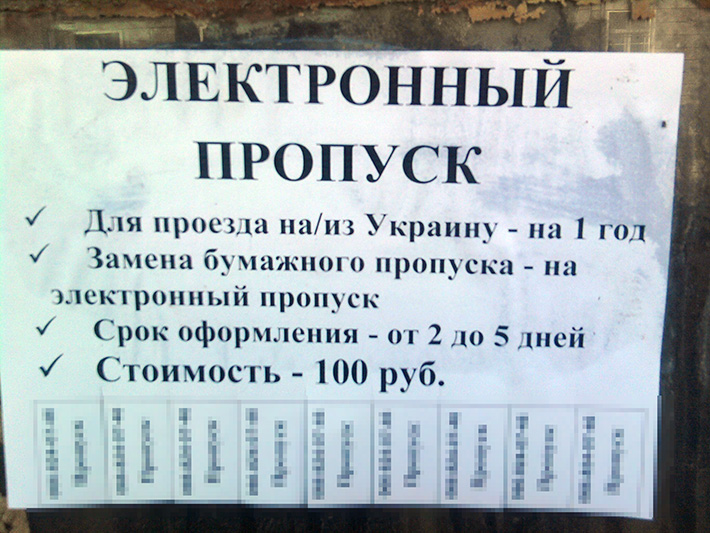 ЭЛЕКТРОННЫЙ
ПРОПУСК
✓ Для проезда на/из Украину - на 1 год
✓ Замена бумажного пропуска - на
электронный пропуск
✓ Срок оформления - от 2 до 5 дней
✓ Стоимость - 100 руб.